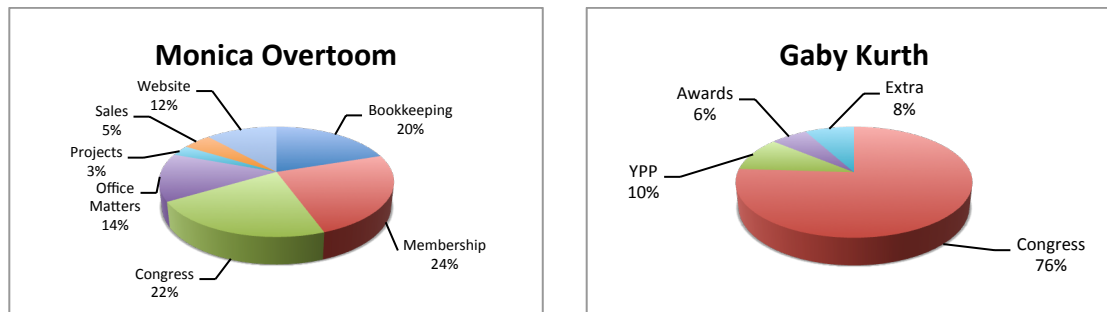 Monica Overtoom
Website
12%
Sales
5%
Projects
3%
Office
Matters
14%
Congress
22%
Bookkeeping
20%
Membership
24%
Gaby Kurth
Awards
6%
Extra
8%
YPP
10%
Congress
76%